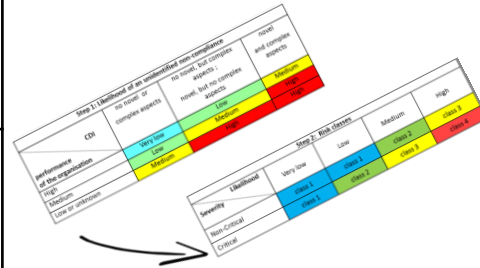 Step 1: Likelihood of an unidentified non-compliance
CDI
performance
of the organisation
no novel or
complex aspects
no novel, but complex
aspects ;
novel, but no complex
aspects
novel
and complex
aspects
High
Very low
Low
Medium
Medium
Low
Medium
High
Low or unknown
Medium
High
High
Step 2: Risk classes
Likelihood
Severity
Very low
Low
Medium
High
Non-Critical
class 1
class 1
class 2
class 3
Critical
class 1
class 2
class 3
class 4